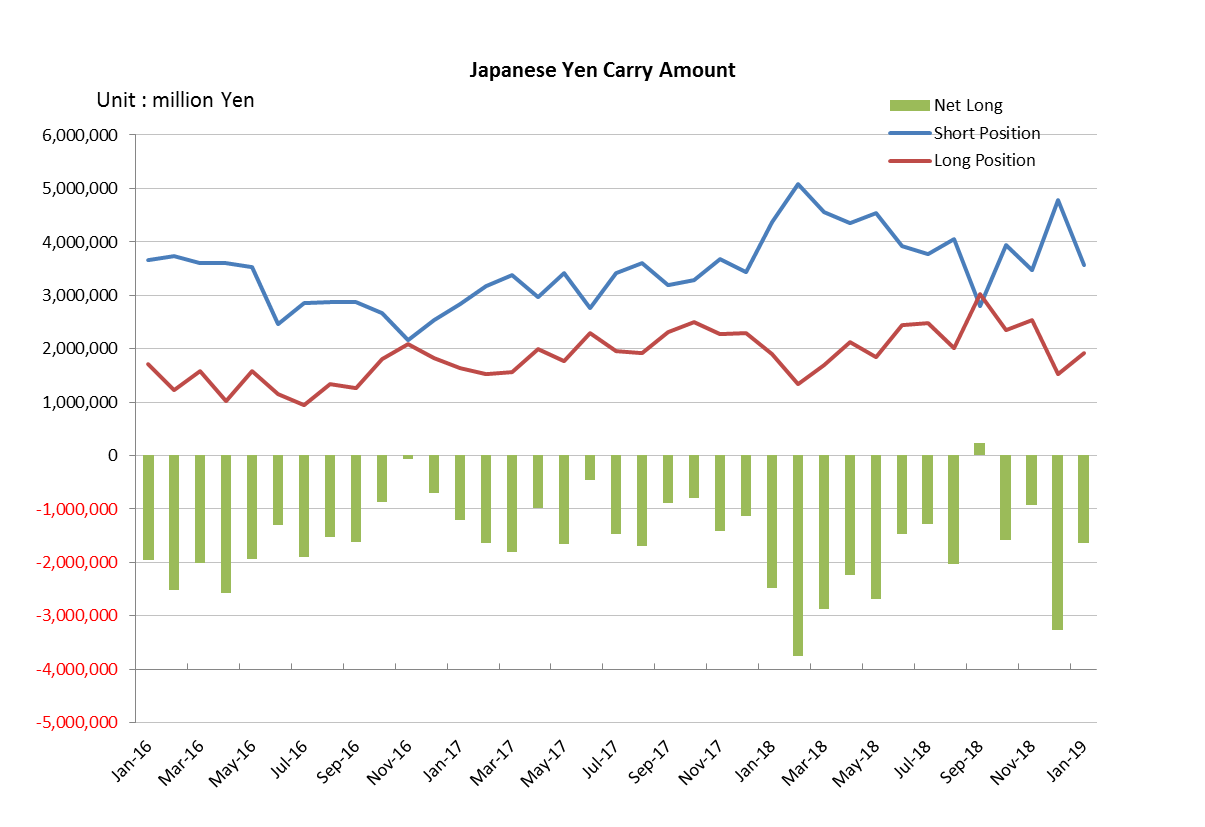 Japanese Yen Carry Amount
Unit : million Yen
Net Long
Short Position
Long Position
6,000,000
5,000,000
4,000,000
3,000,000
2,000,000
1,000,000
0
-1,000,000
-2,000,000
-3,000,000
-4,000,000
-5,000,000
Jan-16
Mar-16
May-16
Jul-16
Sep-16
Nov-16
Jan-17
Mar-17
May-17
Jul-17
Sep-17
Nov-17
Jan-18
Mar-18
May-18
Jul-18
Sep-18
Nov-18
Jan-19